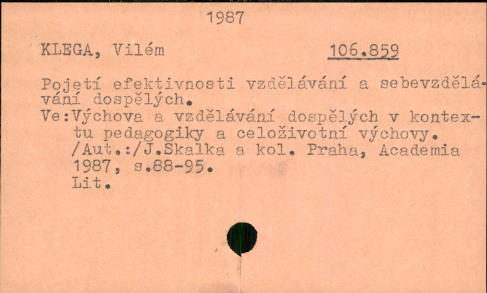 1987
KLEGA, Vilém 106.859
Pojetí efektivnosti vzdělávání a sebevzdělá-
vání dospělých.
Ve:Výchova a vzdělávání dospělých v kontex-
tu pedagogiky a celoživotní výchovy.
/Aut.:/J.Skalka a kol. Praha, Academia
1987, s.88-95.
Lit.